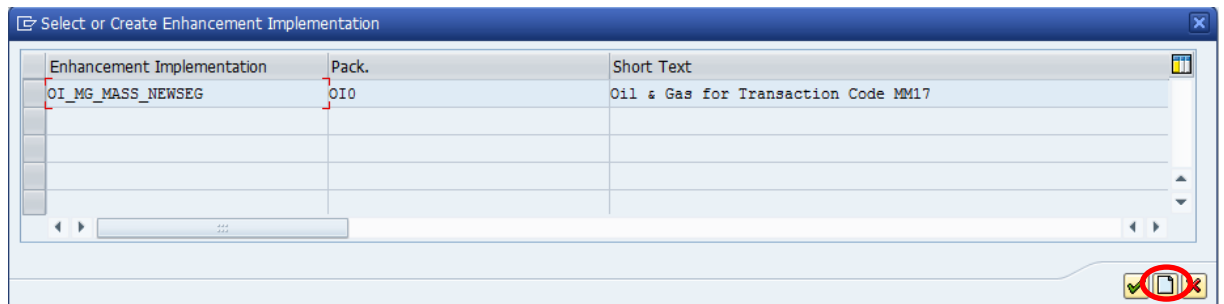 Select or Create Enhancement Implementation
Enhancement Implementation Pack. Short Text
OI_MG_MASS_NEWSEG OI0 Oil & Gas for Transaction Code MM17